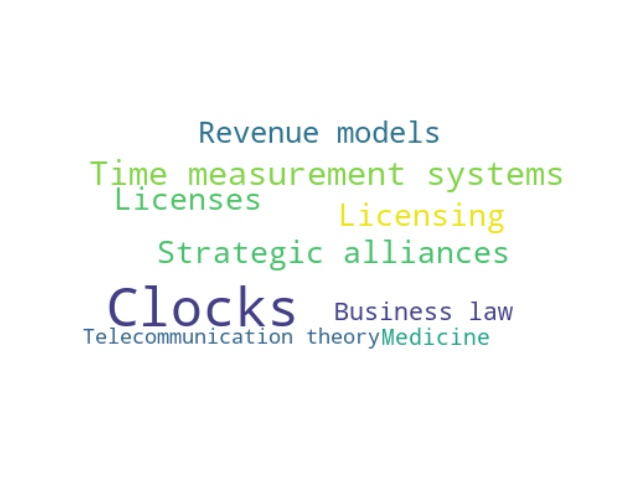 Revenue models
Time measurement systems
Licenses
Licensing
Strategic alliances
Clocks
Business law
Telecommunication theory
Medicine